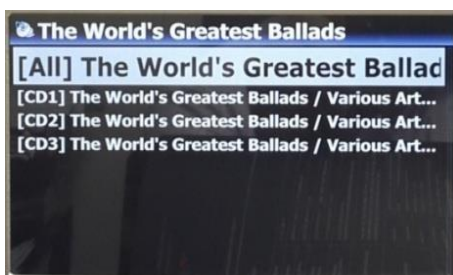 The World's Greatest Ballads
[All] The World's Greatest Ballad
[CD1] The World's Greatest Ballads / Various Art...
[CD2] The World's Greatest Ballads / Various Art...
[CD3] The World's Greatest Ballads / Various Art...